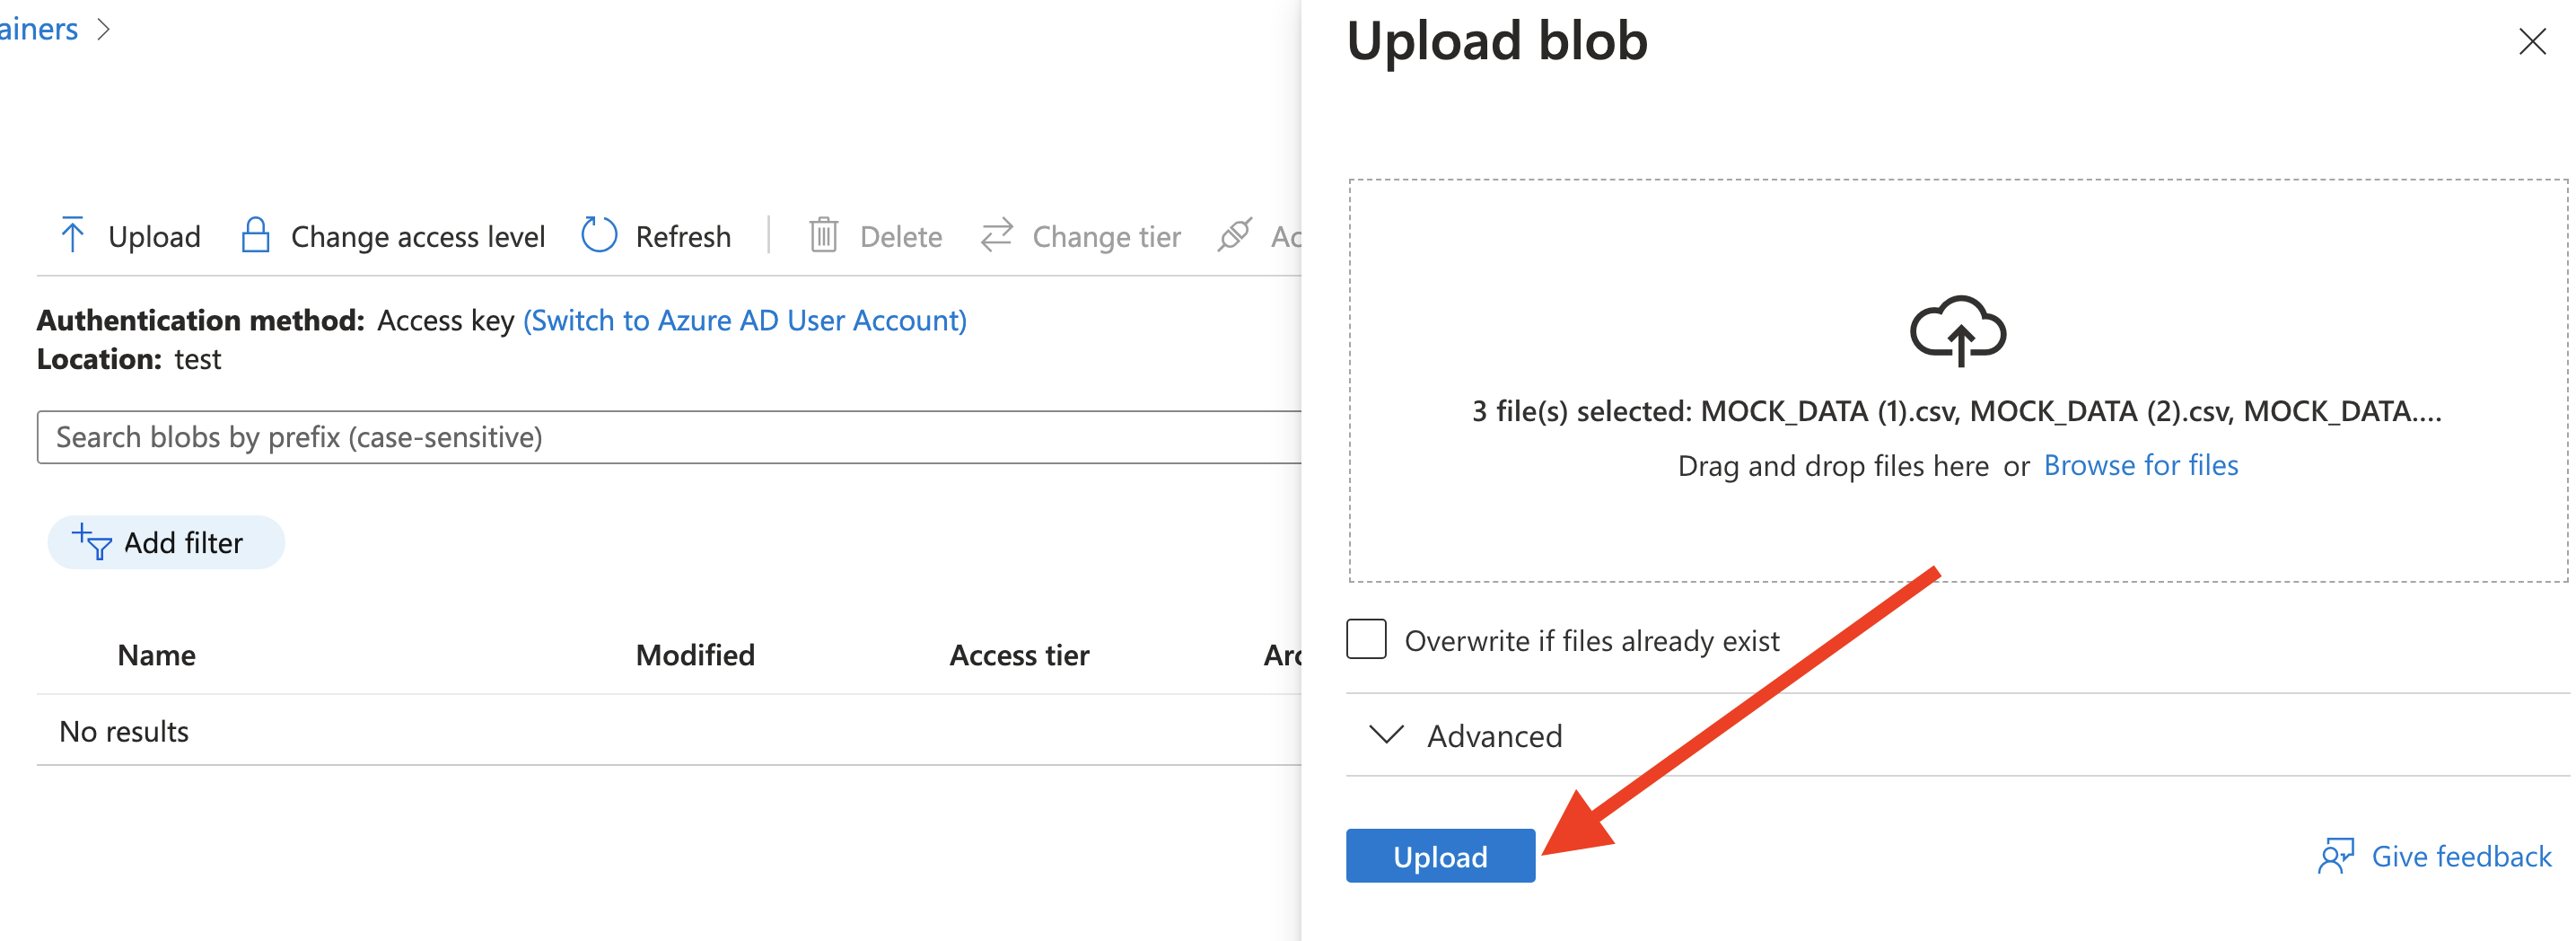 ainers
Upload
Change access level
Refresh
Delete
Change tier
Ac
Authentication method: Access key (Switch to Azure AD User Account)
Location: test
Search blobs by prefix (case-sensitive)
Add filter
Name Modified Access tier Arc
No results
Upload blob
3 file(s) selected: MOCK_DATA (1).csv, MOCK_DATA (2).csv, MOCK_DATA....
Drag and drop files here or Browse for files
Overwrite if files already exist
Advanced
Upload
Give feedback